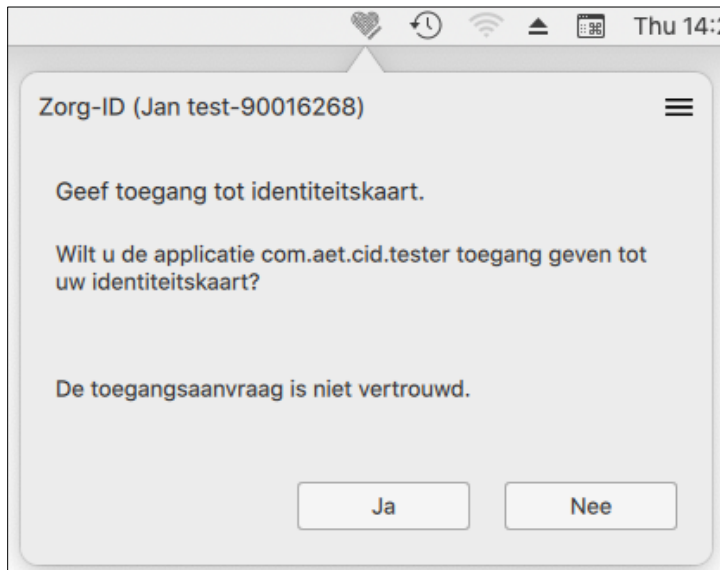 Thu 14:2
Zorg-ID (Jan test-90016268)
Geef toegang tot identiteitskaart.
Wilt u de applicatie com.aet.cid.tester toegang geven tot
uw identiteitskaart?
De toegangsaanvraag is niet vertrouwd.
Ja
Nee